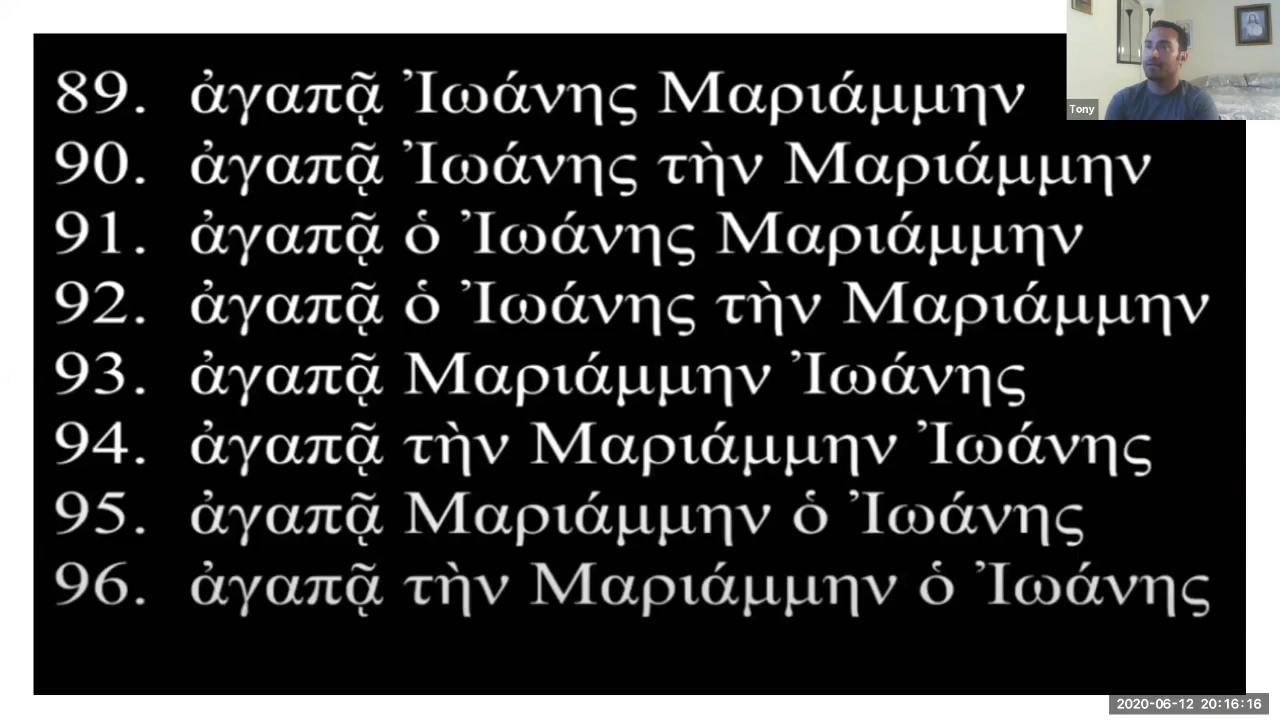 89. ἀγαπᾷ Ἰωάνης Μαριάμμην
90. ἀγαπᾷ Ἰωάνης τὴν Μαριάμμην
91. ἀγαπᾷ ὁ Ἰωάνης Μαριάμμην
92. ἀγαπᾷ ὁ Ἰωάνης τὴν Μαριάμμην
93. ἀγαπᾷ Μαριάμμην Ἰωάνης
94. ἀγαπᾷ τὴν Μαριάμμην Ἰωάνης
95. ἀγαπᾷ Μαριάμμην ὁ Ἰωάνης
96. ἀγαπᾷ τὴν Μαριάμμην ὁ Ἰωάνης
Tony
2020-06-12 20:16:16